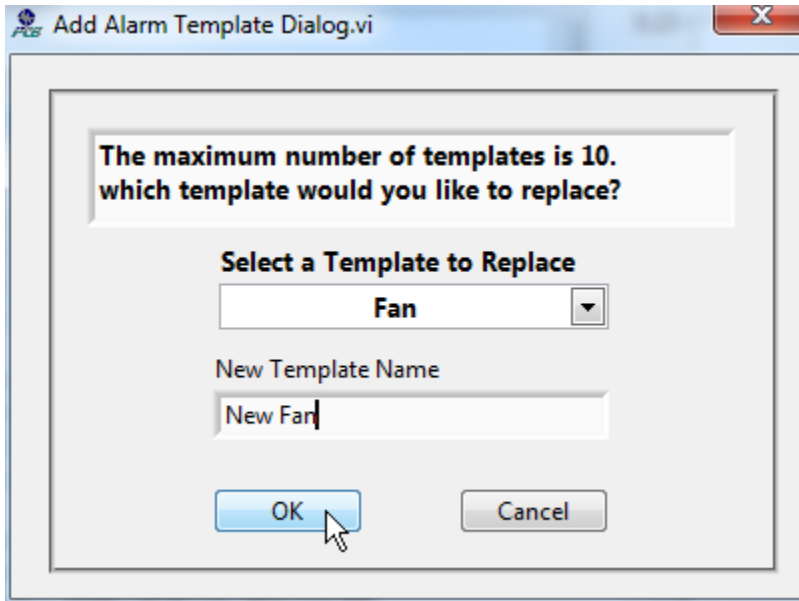 Add Alarm Template Dialog.vi
The maximum number of templates is 10.
which template would you like to replace?
Select a Template to Replace
Fan
New Template Name
New Fan
OK
Cancel